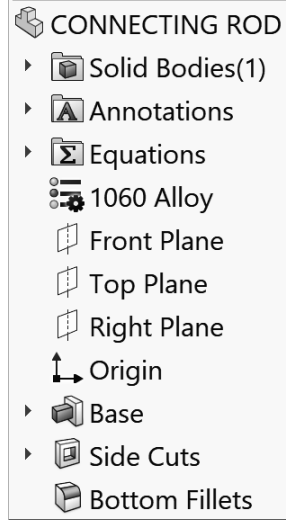 CONNECTING ROD
Solid Bodies(1)
Annotations
Equations
1060 Alloy
Front Plane
Top Plane
Right Plane
Origin
Base
Side Cuts
Bottom Fillets